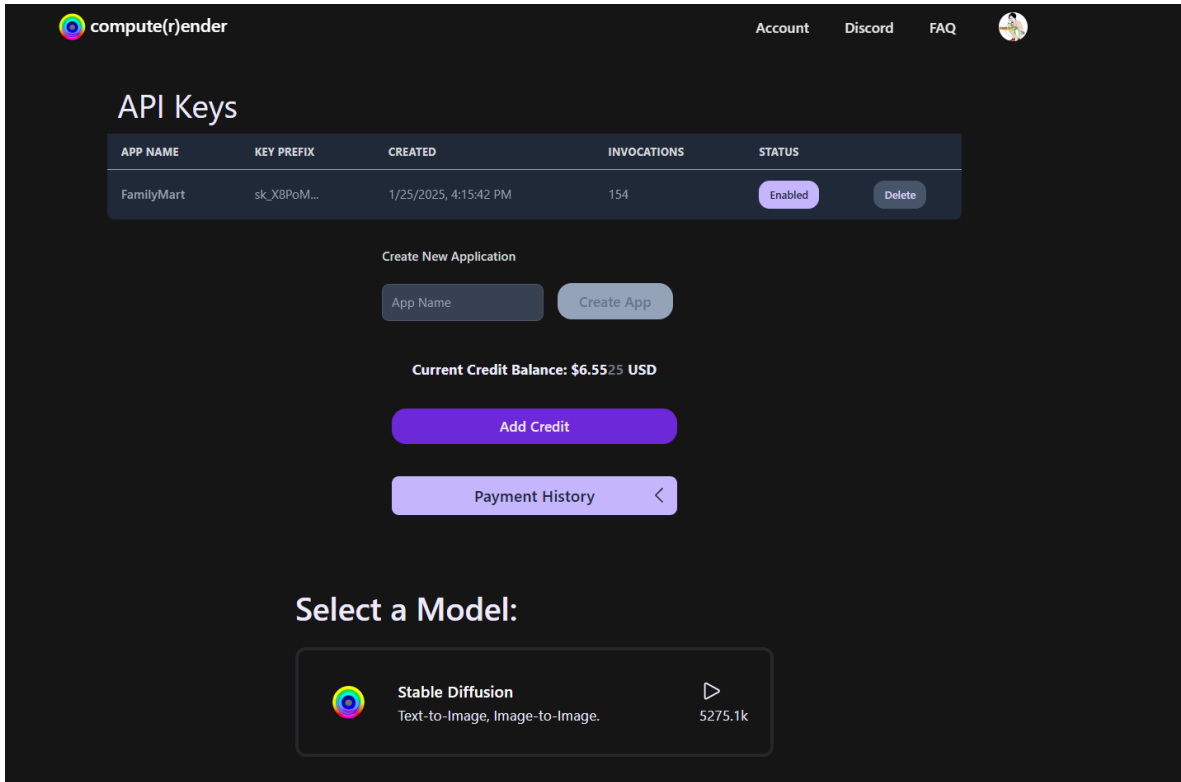 compute(r)ender
Account Discord FAQ
API Keys
APP NAME KEY PREFIX CREATED INVOCATIONS STATUS
FamilyMart sk_X8PoM... 1/25/2025, 4:15:42 PM 154 Enabled Delete
Create New Application
App Name Create App
Current Credit Balance: $6.5525 USD
Add Credit
Payment History
Select a Model:
Stable Diffusion
Text-to-Image, Image-to-Image. 5275.1k